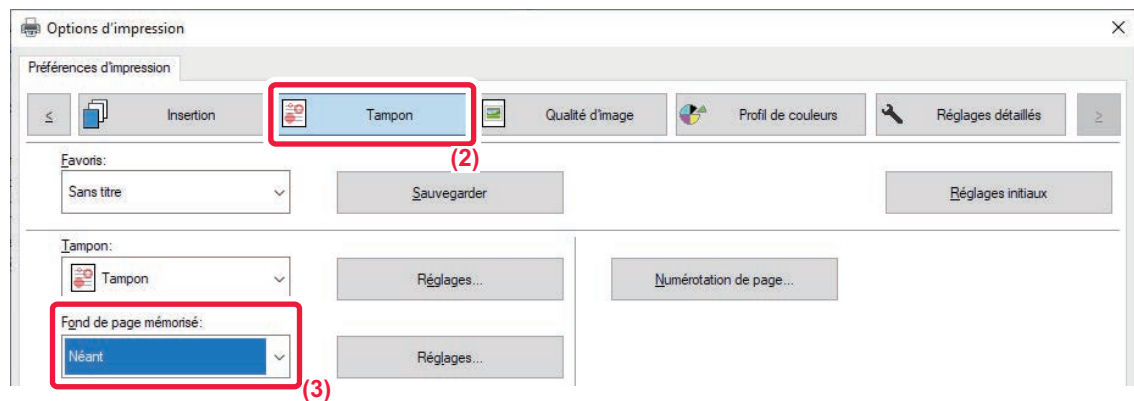 Options d'impression
Préférences d'impression
< Insertion Tampon Qualité d'image Profil de couleurs Réglages détaillés >
(2)
Favoris:
Sans titre Sauvegarder Réglages initiaux
Tampon:
Tampon Réglages... Numérotation de page...
Fond de page mémorisé:
Néant Réglages...
(3)